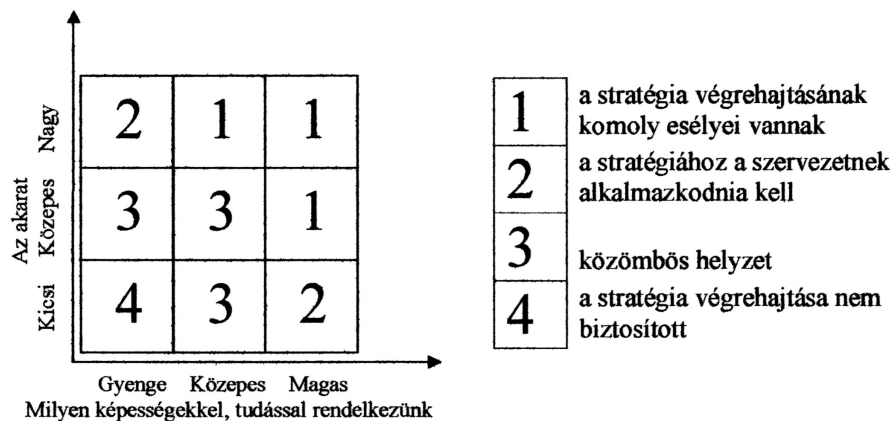 Az akarat
Nagy
Közepes
Kicsi
2 1 1
3 3 1
4 3 2
Gyenge Közepes Magas
Milyen képességekkel, tudással rendelkezünk
1 a stratégia végrehajtásának
komoly esélyei vannak
2 a stratégiához a szervezetnek
alkalmazkodnia kell
3 közömbös helyzet
4 a stratégia végrehajtása nem
biztosított